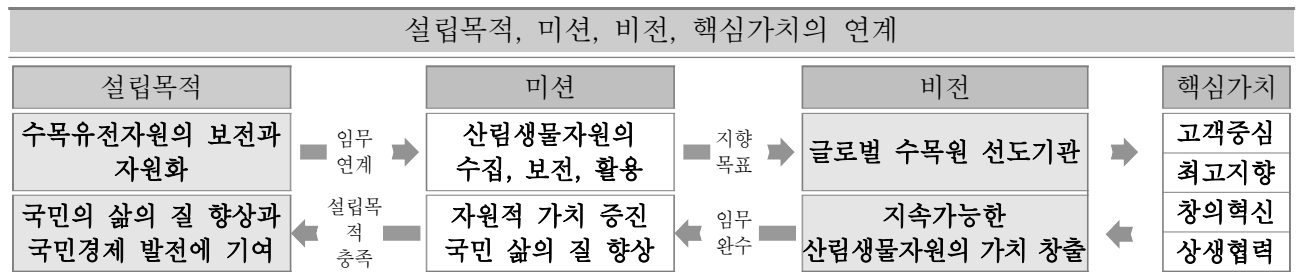 설립목적, 미션, 비전, 핵심가치의 연계
설립목적
미션
비전
핵심가치
수목유전자원의 보전과
자원화
임무
연계
산림생물자원의
수집, 보전, 활용
지향
목표
글로벌 수목원 선도기관
고객중심
최고지향
국민의 삶의 질 향상과
국민경제 발전에 기여
설립목
적
충족
자원적 가치 증진
국민 삶의 질 향상
임무
완수
지속가능한
산림생물자원의 가치 창출
창의혁신
상생협력